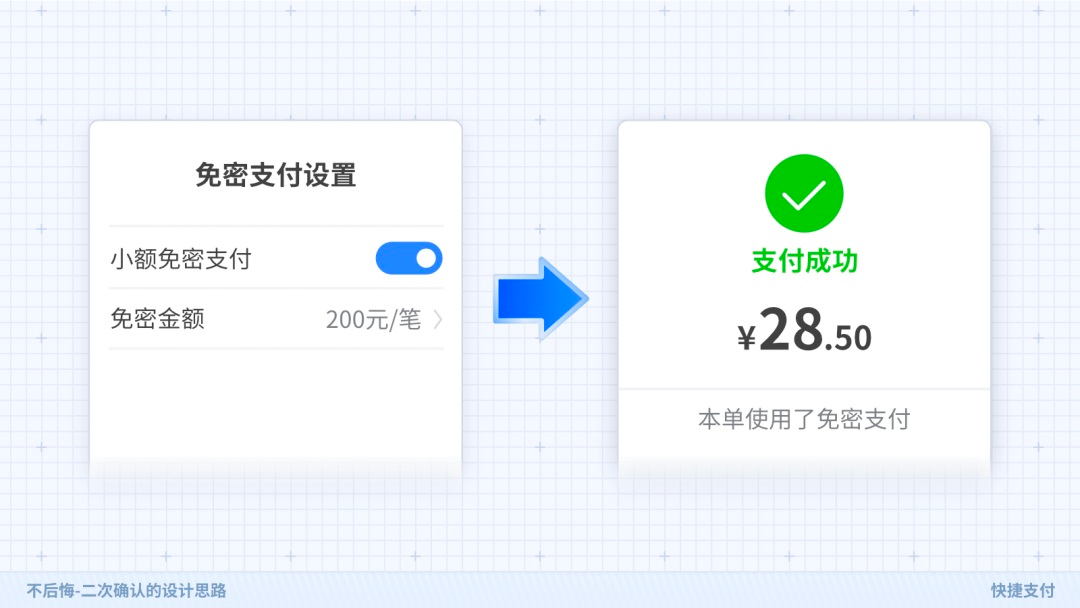 免密支付设置
小额免密支付
免密金额 200元/笔
支付成功
¥28.50
本单使用了免密支付
不后悔-二次确认的设计思路
快捷支付